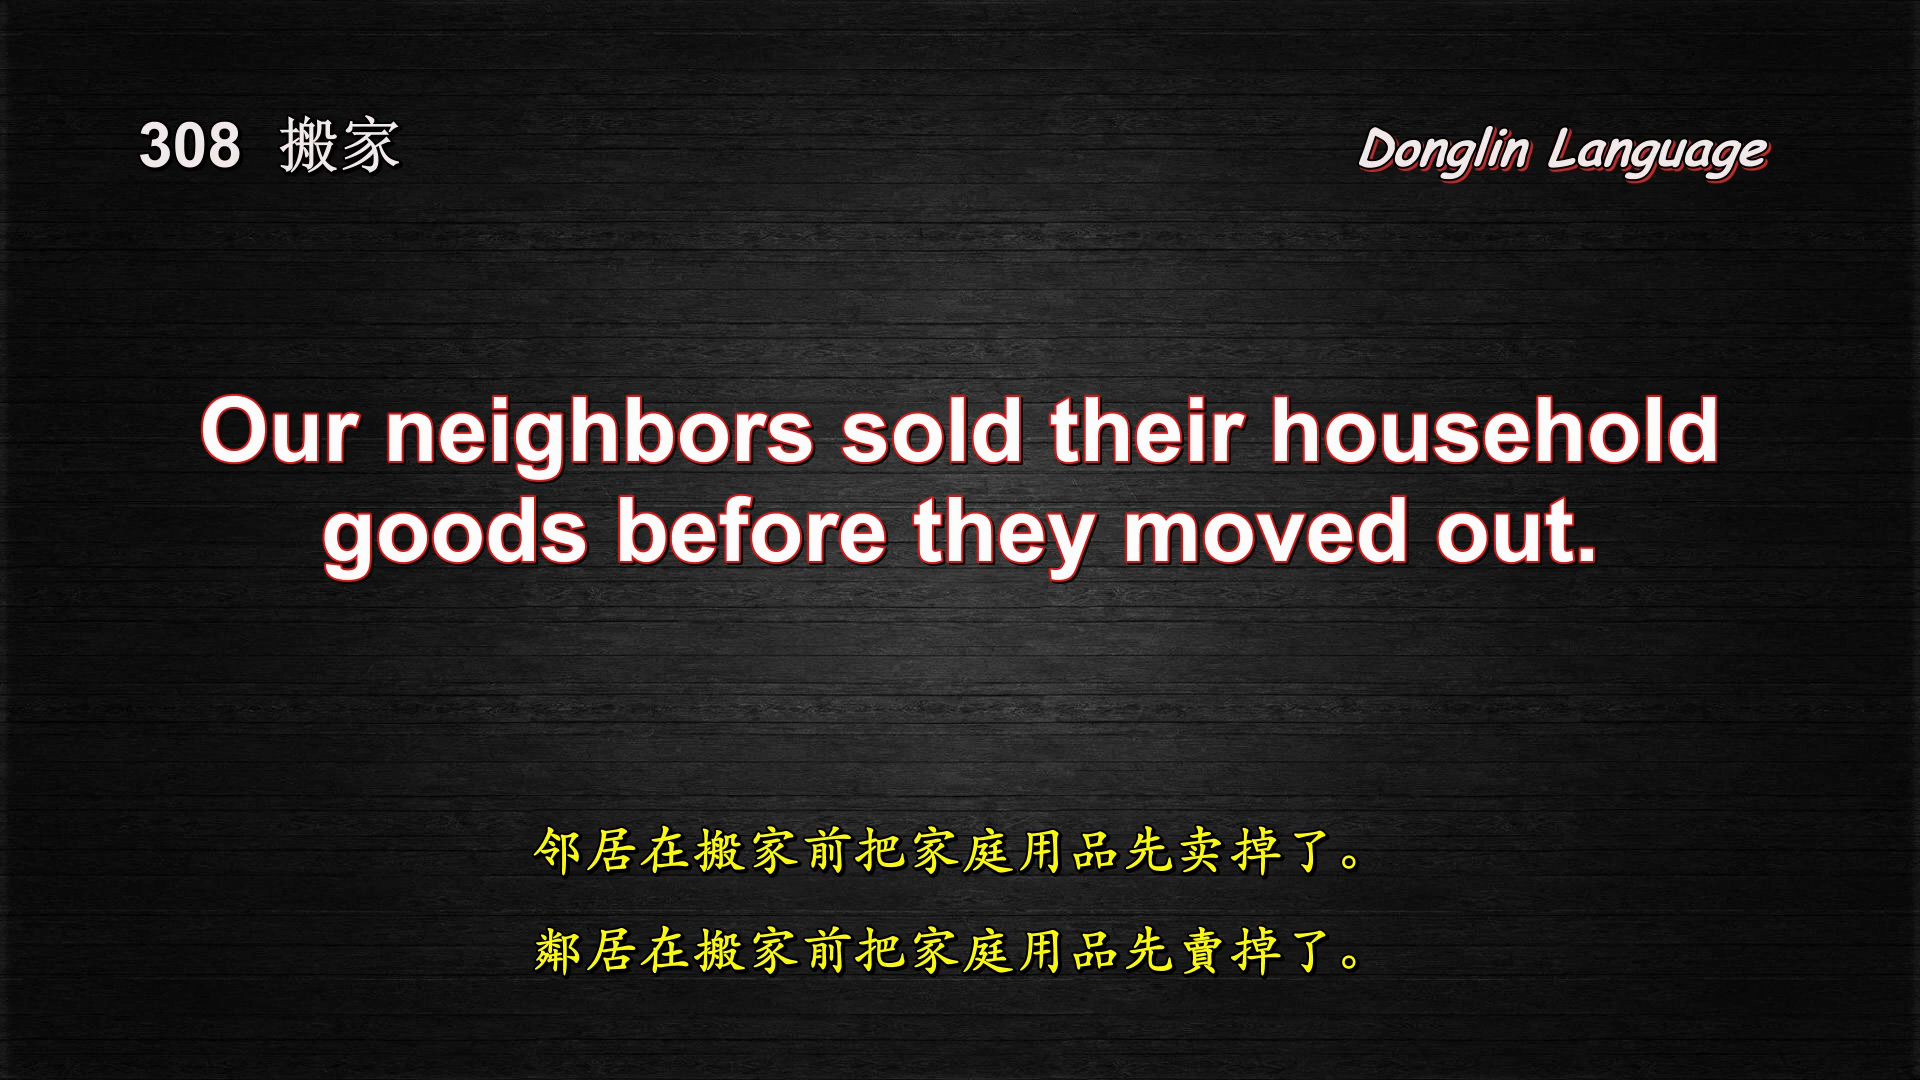 308 搬家
Donglin Language
Our neighbors sold their household
goods before they moved out.
邻居在搬家前把家庭用品先卖掉了。
鄰居在搬家前把家庭用品先賣掉了。